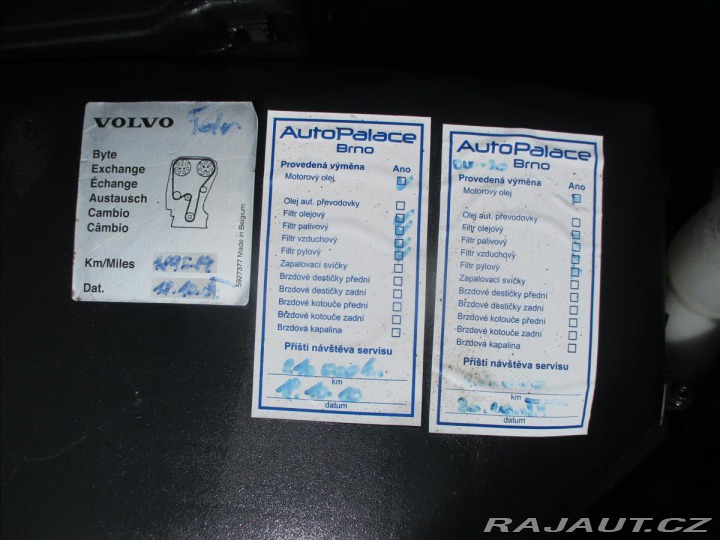 VOLVO
Byte
Exchange
Échange
Austausch
Cambio
Câmbio
Km/Miles
Dat.
5927377 Made in Belgium
AutoPalace
Brno
Provedená výměna Ano
Motorový olej
Olej aut. převodovky
Filtr olejový
Filtr palivový
Filtr vzduchový
Filtr pylový
Zapalovací svíčky
Brzdové destičky přední
Brzdové destičky zadní
Brzdové kotouče přední
Brzdové kotouče zadní
Brzdová kapalina
Příští návštěva servisu
km
datum
AutoPalace
Brno
Provedená výměna Ano
Motorový olej
Olej aut. převodovky
Filtr olejový
Filtr palivový
Filtr vzduchový
Filtr pylový
Zapalovací svíčky
Brzdové destičky přední
Brzdové destičky zadní
Brzdové kotouče přední
Brzdové kotouče zadní
Brzdová kapalina
Příští návštěva servisu
km
datum
RAJAUT.CZ